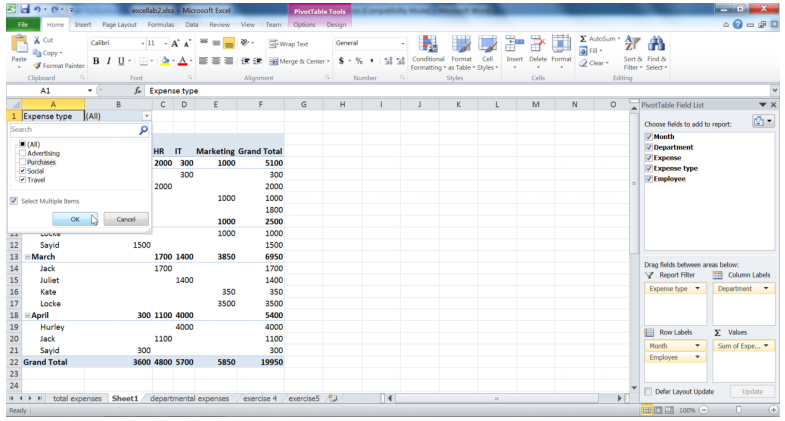 excellab2.xlsx - Microsoft Excel
PivotTable Tools
File Home Insert Page Layout Formulas Data Review View Team Options Design
Cut
Copy
Format Painter
Paste
Calibri 11 A A
B I U A
Wrap Text
Merge & Center
General
$ % ,
Conditional Formatting
Format as Table
Cell Styles
Insert Delete Format
Σ AutoSum
Fill
Clear
Sort & Filter
Find & Select
Clipboard Font Alignment Number Styles Cells Editing
A1 fx Expense type
A B C D E F G H I J K L M N O
1 Expense type (All)
Search
(All)
Advertising
Purchases
Social
Travel
Select Multiple Items
OK Cancel
HR IT Marketing Grand Total
2000 300 1000 5100
300 300
2000 2000
1000 1000
1800
1000 2500
11 Locke 1000 1000
12 Sayid 1500 1500
13 March 1700 1400 3850 6950
14 Jack 1700 1700
15 Juliet 1400 1400
16 Kate 350 350
17 Locke 3500 3500
18 April 300 1100 4000 5400
19 Hurley 4000 4000
20 Jack 1100 1100
21 Sayid 300 300
22 Grand Total 3600 4800 5700 5850 19950
23
24
PivotTable Field List
Choose fields to add to report:
Month
Department
Expense
Expense type
Employee
Drag fields between areas below:
Report Filter Column Labels
Expense type Department
Row Labels Σ Values
Month Sum of Expe...
Employee
Defer Layout Update Update
total expenses Sheet1 departmental expenses exercise 4 exercise5
Ready 100%